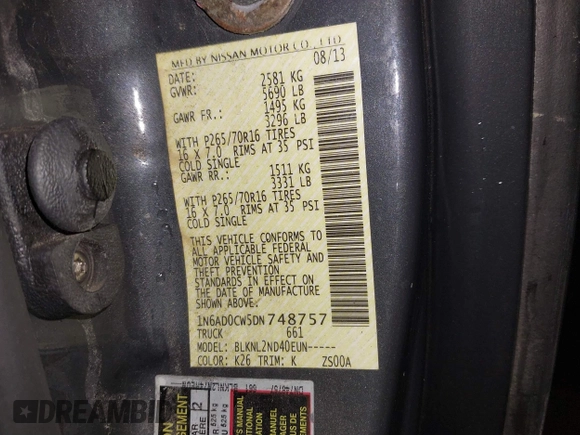 MFD BY NISSAN MOTOR CO., LTD.
DATE: 08/13
GVWR: 2581 KG
5690 LB
GAWR FR.: 1495 KG
3296 LB
WITH P265/70R16 TIRES
16 X 7.0 RIMS AT 35 PSI
COLD SINGLE
GAWR RR.: 1511 KG
3331 LB
WITH P265/70R16 TIRES
16 X 7.0 RIMS AT 35 PSI
COLD SINGLE
THIS VEHICLE CONFORMS TO
ALL APPLICABLE FEDERAL
MOTOR VEHICLE SAFETY AND
THEFT PREVENTION
STANDARDS IN EFFECT ON
THE DATE OF MANUFACTURE
SHOWN ABOVE.
1N6AD0CW5DN748757
TRUCK 661
MODEL: BLKNL2ND40EUN-----
COLOR: K26 TRIM: K ZS00A
DREAMBID